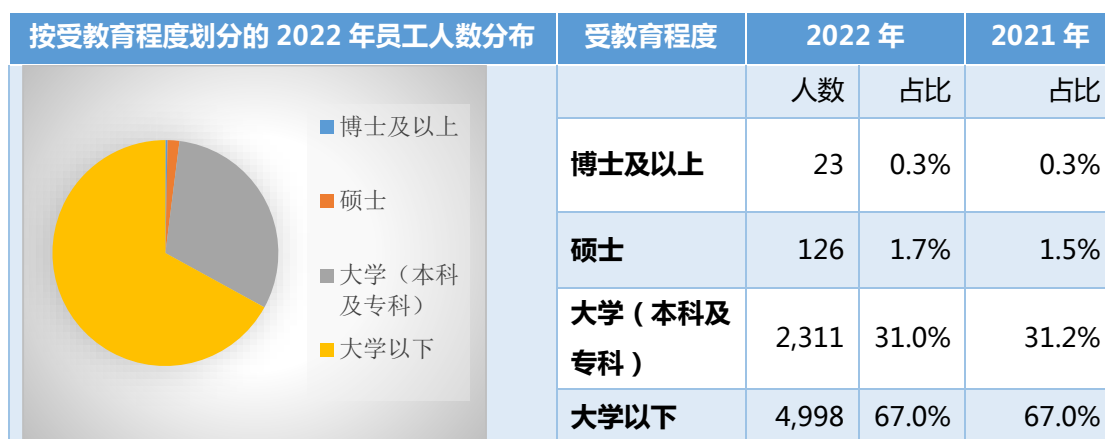 按受教育程度划分的 2022 年员工人数分布 受教育程度 2022 年 2021 年
人数 占比 占比
博士及以上
硕士
大学（本科
及专科）
大学以下
博士及以上 23 0.3% 0.3%
硕士 126 1.7% 1.5%
大学（本科及
专科） 2,311 31.0% 31.2%
大学以下 4,998 67.0% 67.0%